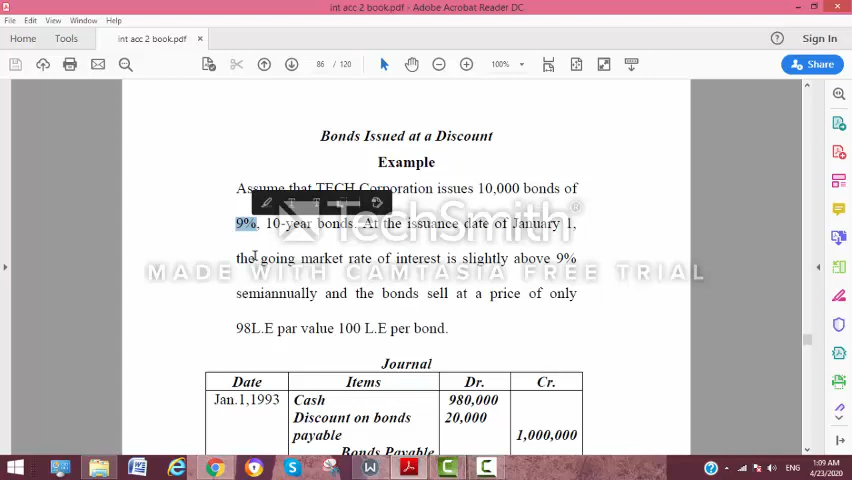 int acc 2 book.pdf - Adobe Acrobat Reader DC
File Edit View Window Help
Home Tools int acc 2 book.pdf × Sign In
86 / 120 100% Share
Bonds Issued at a Discount
Example
Assume that TECH Corporation issues 10,000 bonds of
9%, 10-year bonds. At the issuance date of January 1,
TechSmith
the going market rate of interest is slightly above 9%
MADE WITH CAMTASIA FREE TRIAL
semiannually and the bonds sell at a price of only
98L.E par value 100 L.E per bond.
Journal
Date Items Dr. Cr.
Jan.1,1993 Cash 980,000
Discount on bonds 20,000
payable 1,000,000
Bonds Payable
ENG 1:09 AM
4/23/2020